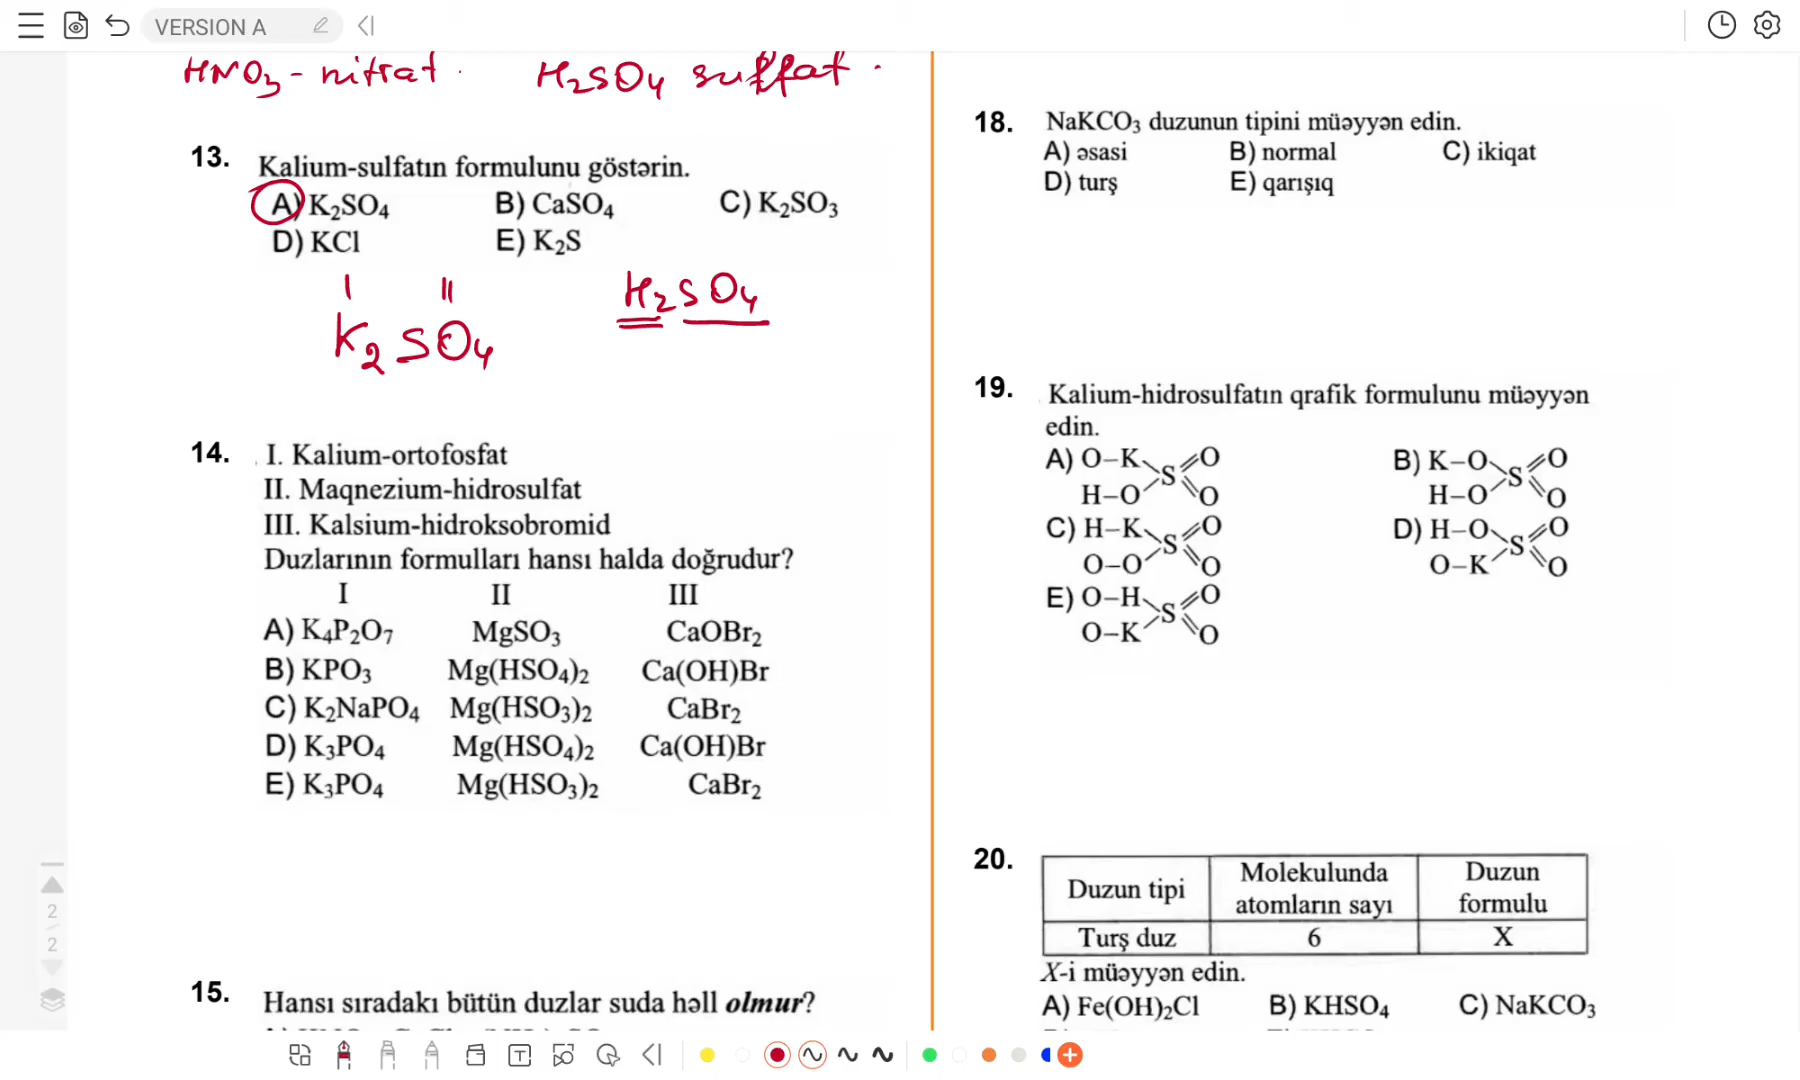 VERSION A
HNO3 - nitrat. H2SO4 sulfat.
13. Kalium-sulfatın formulunu göstərin.
A) K2SO4 B) CaSO4 C) K2SO3
D) KCl E) K2S
I II
K2SO4 H2SO4
14. I. Kalium-ortofosfat
II. Maqnezium-hidrosulfat
III. Kalsium-hidroksobromid
Duzlarının formulları hansı halda doğrudur?
I II III
A) K4P2O7 MgSO3 CaOBr2
B) KPO3 Mg(HSO4)2 Ca(OH)Br
C) K2NaPO4 Mg(HSO3)2 CaBr2
D) K3PO4 Mg(HSO4)2 Ca(OH)Br
E) K3PO4 Mg(HSO3)2 CaBr2
15. Hansı sıradakı bütün duzlar suda həll olmur?
18. NaKCO3 duzunun tipini müəyyən edin.
A) əsasi B) normal C) ikiqat
D) turş E) qarışıq
19. Kalium-hidrosulfatın qrafik formulunu müəyyən
edin.
A) O–K S O B) K–O S O
H–O O H–O O
C) H–K S O D) H–O S O
O–O O O–K O
E) O–H S O
O–K O
20.
Duzun tipi Molekulunda atomların sayı Duzun formulu
Turş duz 6 X
X-i müəyyən edin.
A) Fe(OH)2Cl B) KHSO4 C) NaKCO3
2
2